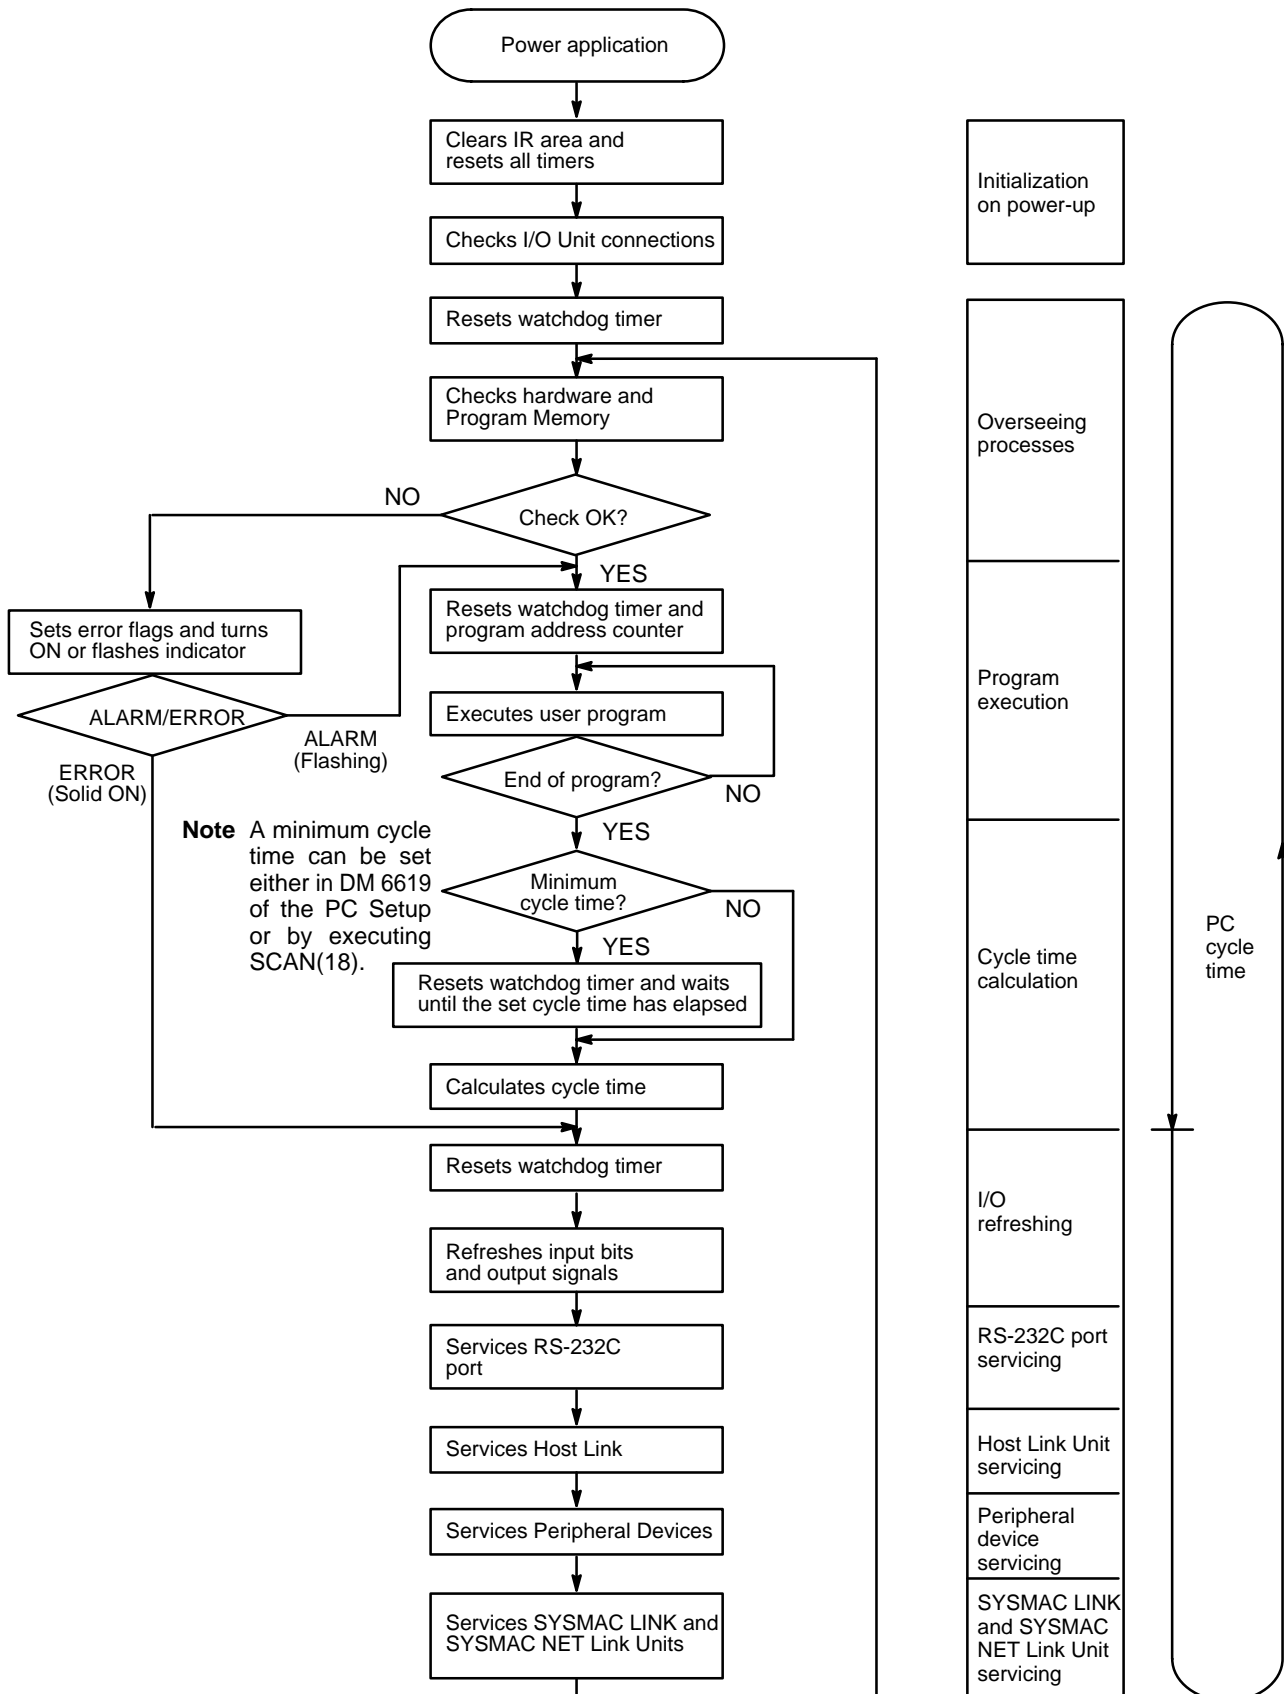 Power application
Clears IR area and
resets all timers
Initialization
on power-up
Checks I/O Unit connections
Resets watchdog timer
Checks hardware and
Program Memory
Overseeing
processes
NO
Check OK?
YES
Sets error flags and turns
ON or flashes indicator
Resets watchdog timer and
program address counter
Program
execution
ALARM/ERROR
Executes user program
ALARM
(Flashing)
ERROR
(Solid ON)
End of program?
NO
YES
Note A minimum cycle
time can be set
either in DM 6619
of the PC Setup
or by executing
SCAN(18).
Minimum
cycle time?
NO
YES
PC
cycle
time
Cycle time
calculation
Resets watchdog timer and waits
until the set cycle time has elapsed
Calculates cycle time
Resets watchdog timer
I/O
refreshing
Refreshes input bits
and output signals
Services RS-232C
port
RS-232C port
servicing
Services Host Link
Host Link Unit
servicing
Services Peripheral Devices
Peripheral
device
servicing
Services SYSMAC LINK and
SYSMAC NET Link Units
SYSMAC LINK
and SYSMAC
NET Link Unit
servicing